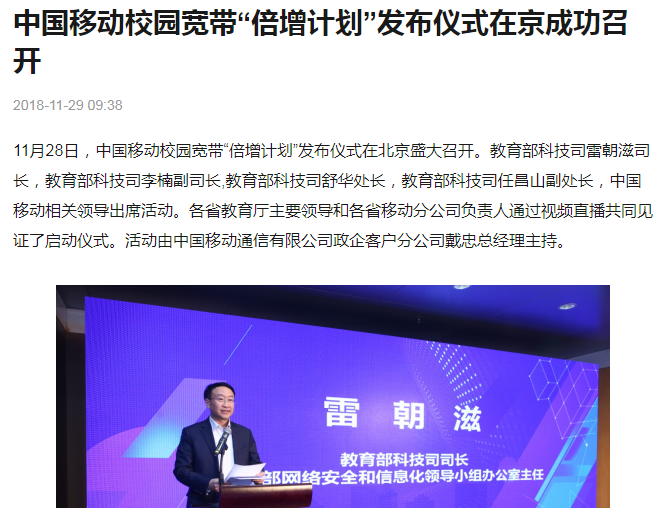 中国移动校园宽带“倍增计划”发布仪式在京成功召
开
2018-11-29 09:38
11月28日，中国移动校园宽带“倍增计划”发布仪式在北京盛大召开。教育部科技司雷朝滋司
长，教育部科技司李楠副司长,教育部科技司舒华处长，教育部科技司任昌山副处长，中国
移动相关领导出席活动。各省教育厅主要领导和各省移动分公司负责人通过视频直播共同见
证了启动仪式。活动由中国移动通信有限公司政企客户分公司戴忠总经理主持。
雷朝滋
教育部科技司司长
部网络安全和信息化领导小组办公室主任